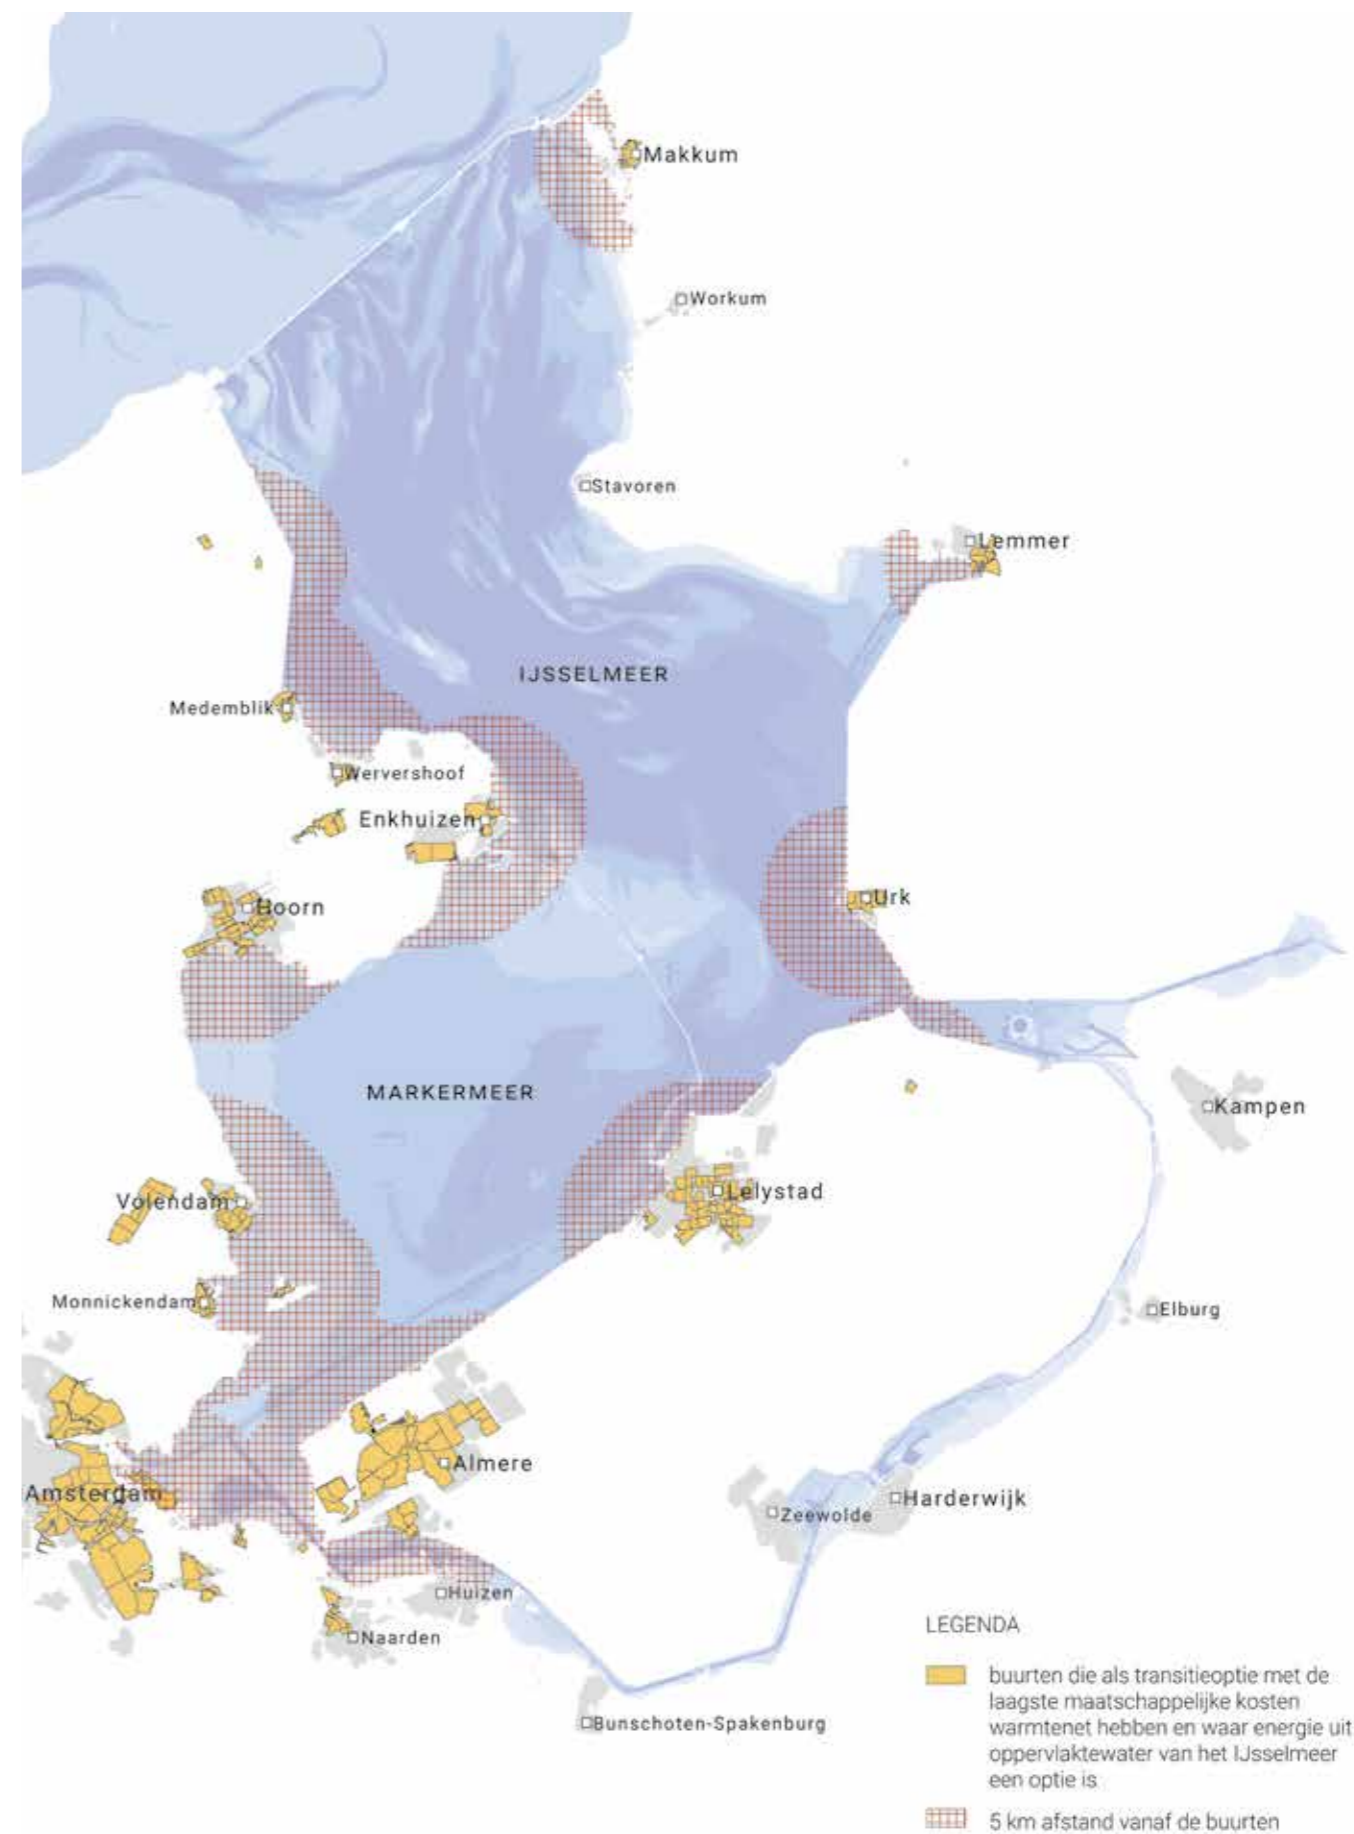 Makkum
Workum
Stavoren
Lemmer
IJSSELMEER
Medemblik
Wervershoof
Enkhuizen
Urk
Hoorn
MARKERMEER
Kampen
Volendam
Lelystad
Monnickendam
Elburg
Almere
Amsterdam
Harderwijk
Zeewolde
Huizen
Naarden
Bunschoten-Spakenburg
LEGENDA
buurten die als transitieoptie met de
laagste maatschappelijke kosten
warmtenet hebben en waar energie uit
oppervlaktewater van het IJsselmeer
een optie is
5 km afstand vanaf de buurten